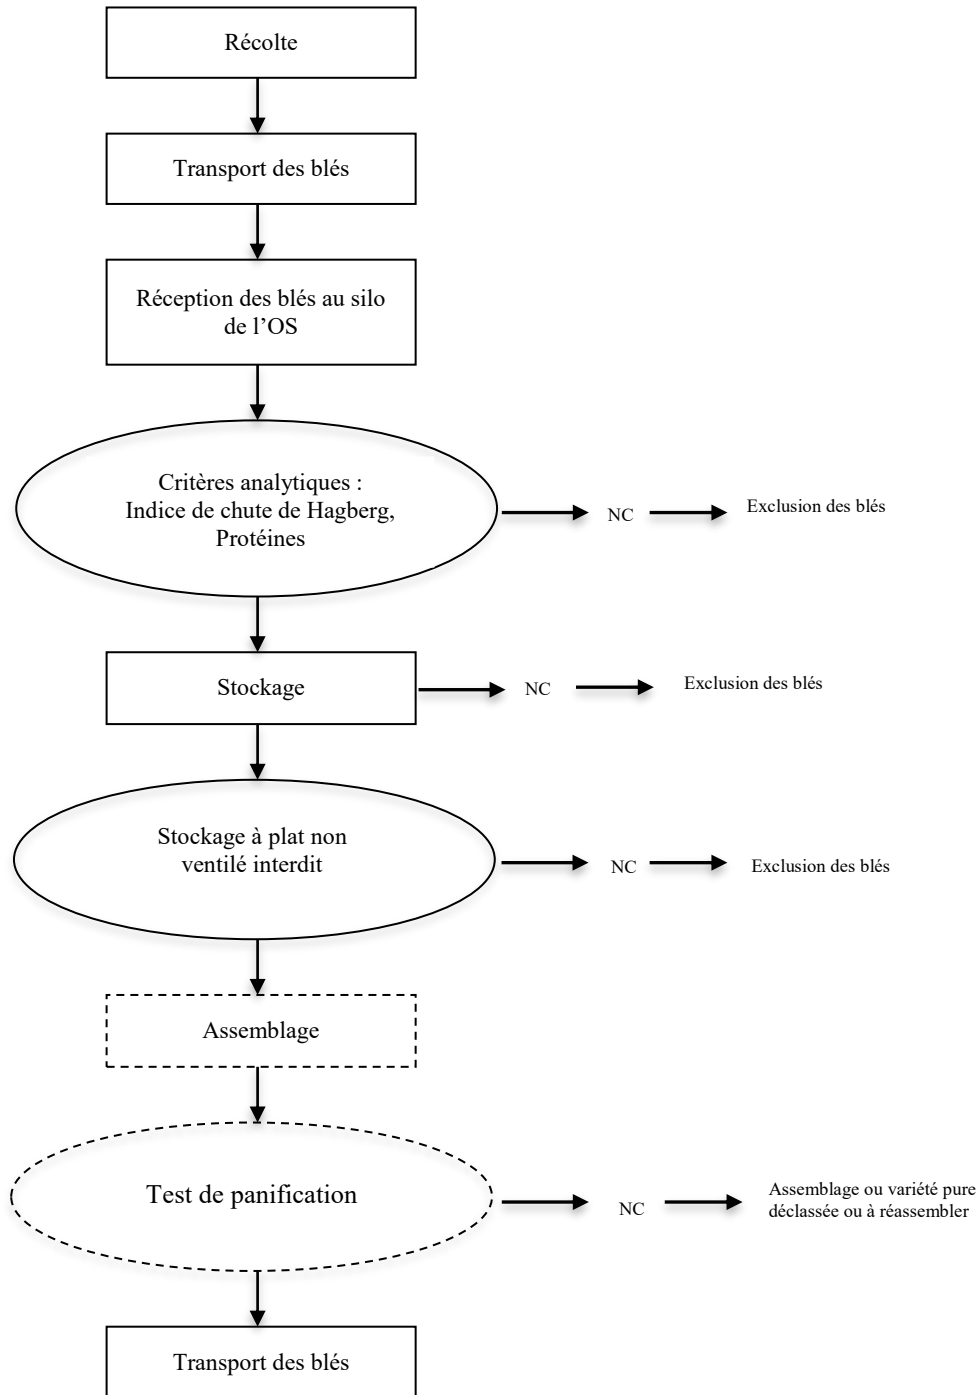 Récolte
Transport des blés
Réception des blés au silo
de l’OS
Critères analytiques :
Indice de chute de Hagberg,
Protéines
NC
Exclusion des blés
Stockage
NC
Exclusion des blés
Stockage à plat non
ventilé interdit
NC
Exclusion des blés
Assemblage
Test de panification
NC
Assemblage ou variété pure
déclassée ou à réassembler
Transport des blés